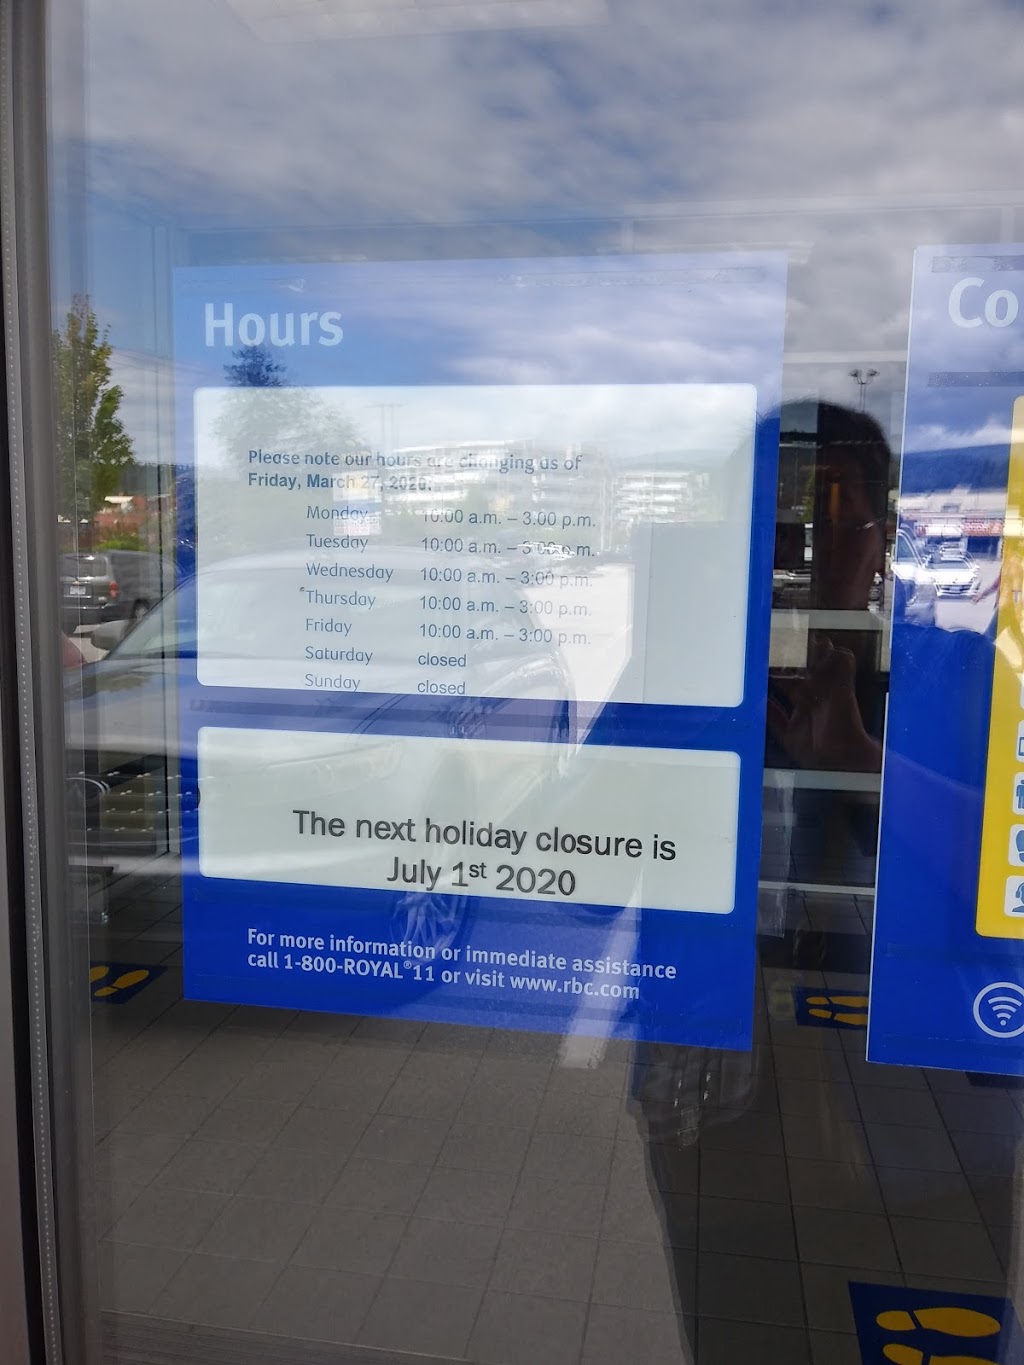 Hours
Please note our hours are changing as of
Friday, March 27, 2020:
Monday 10:00 a.m. – 3:00 p.m.
Tuesday 10:00 a.m. – 3:00 p.m.
Wednesday 10:00 a.m. – 3:00 p.m.
Thursday 10:00 a.m. – 3:00 p.m.
Friday 10:00 a.m. – 3:00 p.m.
Saturday closed
Sunday closed
The next holiday closure is
July 1st 2020
For more information or immediate assistance
call 1-800-ROYAL®11 or visit www.rbc.com
Co